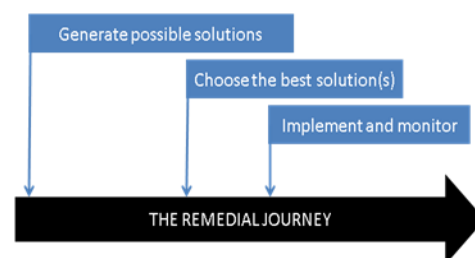 Generate possible solutions
Choose the best solution(s)
Implement and monitor
THE REMEDIAL JOURNEY